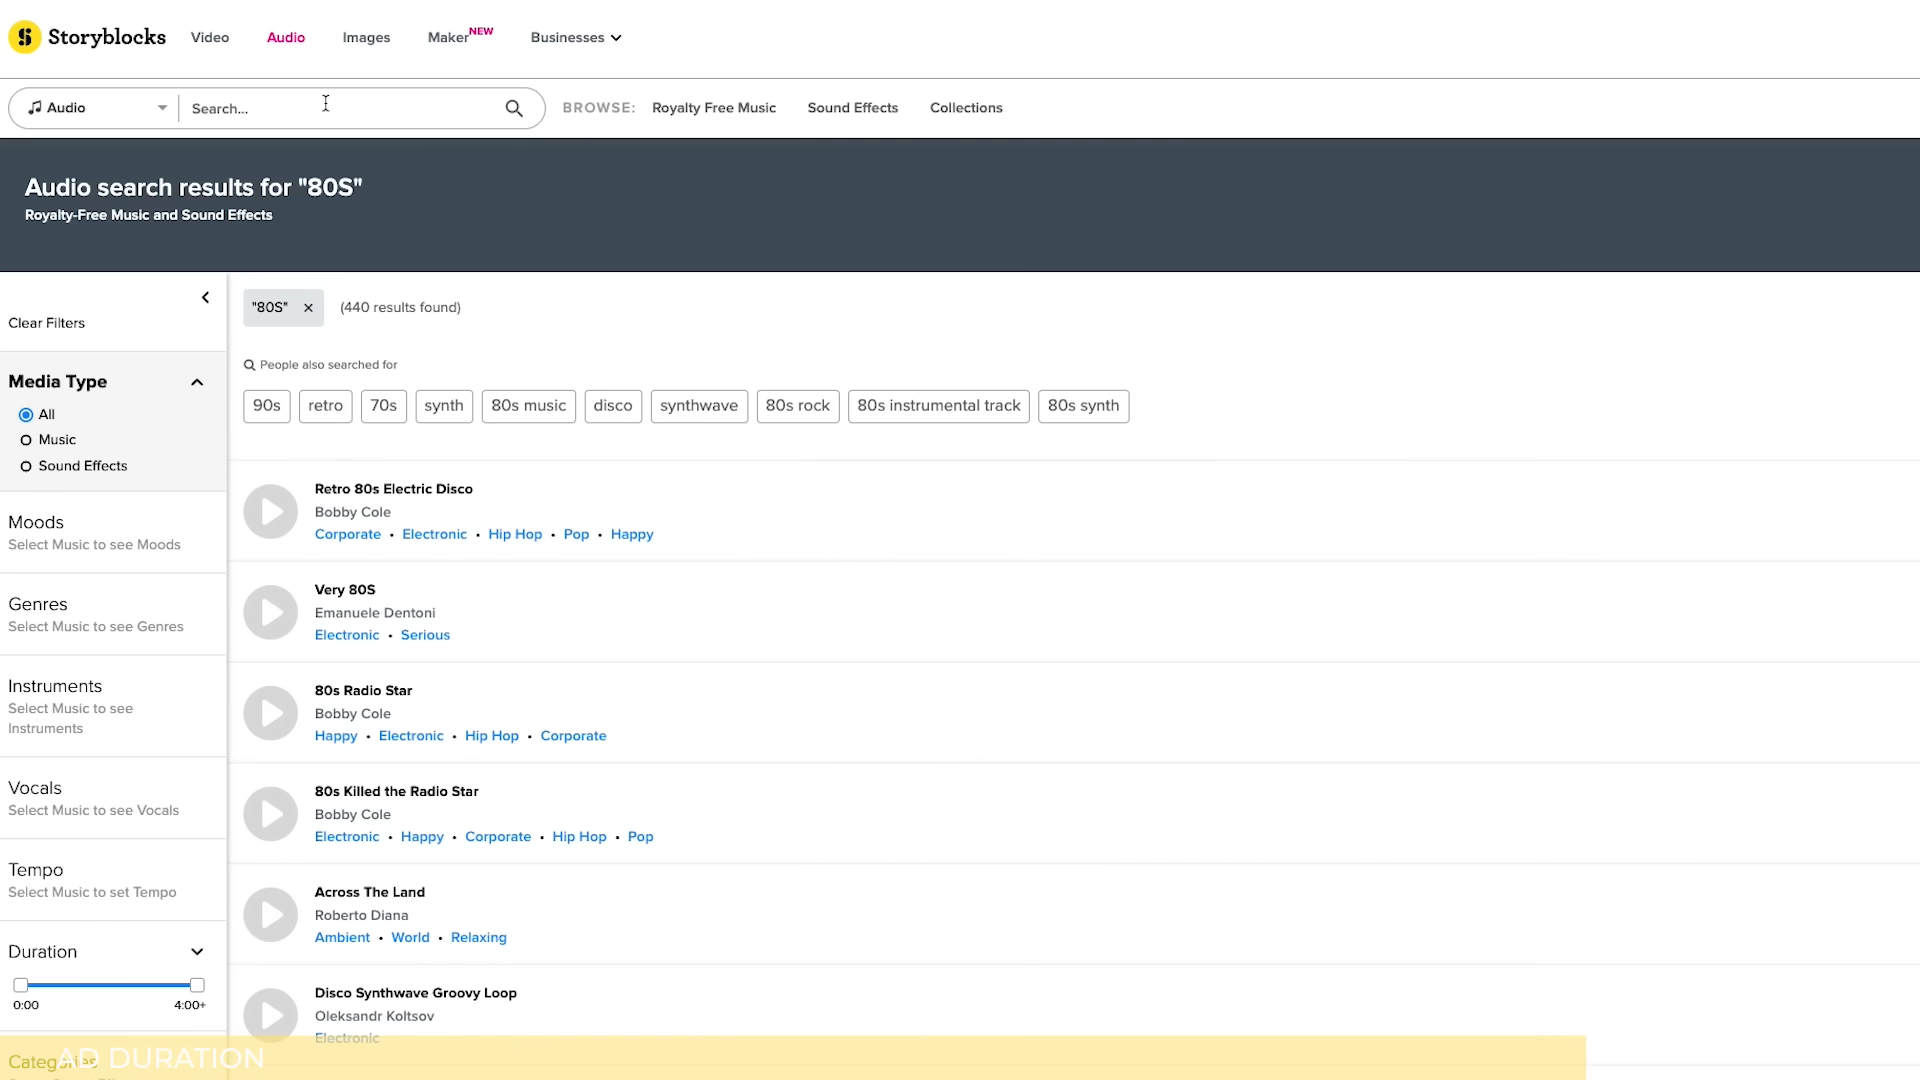 Storyblocks Video Audio Images Maker NEW Businesses
Audio Search... BROWSE: Royalty Free Music Sound Effects Collections
Audio search results for "80S"
Royalty-Free Music and Sound Effects
Clear Filters
Media Type
All
Music
Sound Effects
Moods
Select Music to see Moods
Genres
Select Music to see Genres
Instruments
Select Music to see
Instruments
Vocals
Select Music to see Vocals
Tempo
Select Music to set Tempo
Duration
0:00 4:00+
Categories
"80S" (440 results found)
People also searched for
90s retro 70s synth 80s music disco synthwave 80s rock 80s instrumental track 80s synth
Retro 80s Electric Disco
Bobby Cole
Corporate • Electronic • Hip Hop • Pop • Happy
Very 80S
Emanuele Dentoni
Electronic • Serious
80s Radio Star
Bobby Cole
Happy • Electronic • Hip Hop • Corporate
80s Killed the Radio Star
Bobby Cole
Electronic • Happy • Corporate • Hip Hop • Pop
Across The Land
Roberto Diana
Ambient • World • Relaxing
Disco Synthwave Groovy Loop
Oleksandr Koltsov
Electronic
AD DURATION